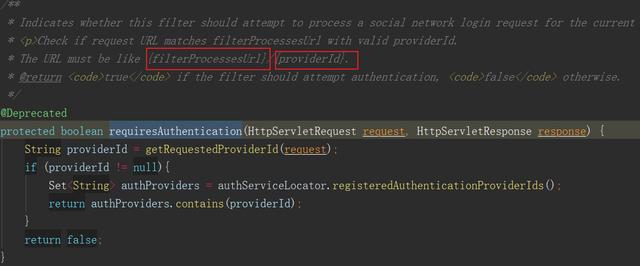 /**
* Indicates whether this filter should attempt to process a social network login request for the current
* <p>Check if request URL matches filterProcessesUrl with valid providerId.
* The URL must be like {filterProcessesUrl}/{providerId}.
* @return <code>true</code> if the filter should attempt authentication, <code>false</code> otherwise.
*/
@Deprecated
protected boolean requiresAuthentication(HttpServletRequest request, HttpServletResponse response) {
String providerId = getRequestedProviderId(request);
if (providerId != null){
Set<String> authProviders = authServiceLocator.registeredAuthenticationProviderIds();
return authProviders.contains(providerId);
}
return false;
}